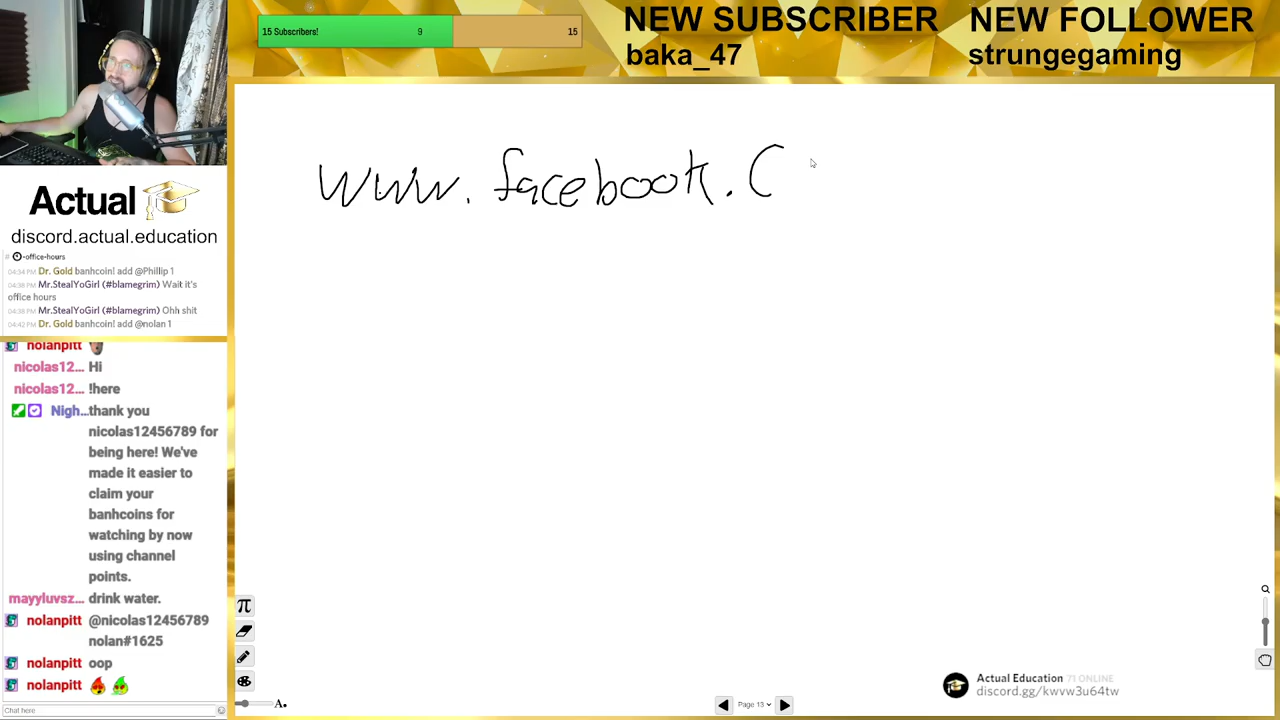 15 Subscribers!
9
15
NEW SUBSCRIBER
baka_47
NEW FOLLOWER
strungegaming
Actual
discord.actual.education
# -office-hours
04:34 PM Dr. Gold banhcoin! add @Phillip 1
04:38 PM Mr.StealYoGirl (#blamegrim) Wait it's
office hours
04:38 PM Mr.StealYoGirl (#blamegrim) Ohh shit
04:42 PM Dr. Gold banhcoin! add @nolan 1
nolanpitt
nicolas12... Hi
nicolas12... !here
Nigh... thank you
nicolas12456789 for
being here! We've
made it easier to
claim your
banhcoins for
watching by now
using channel
points.
mayyluvsz... drink water.
nolanpitt @nicolas12456789
nolan#1625
nolanpitt oop
nolanpitt
Chat here
www.facebook.C
π
A.
Page 13
Actual Education 71 ONLINE
discord.gg/kwvw3u64tw